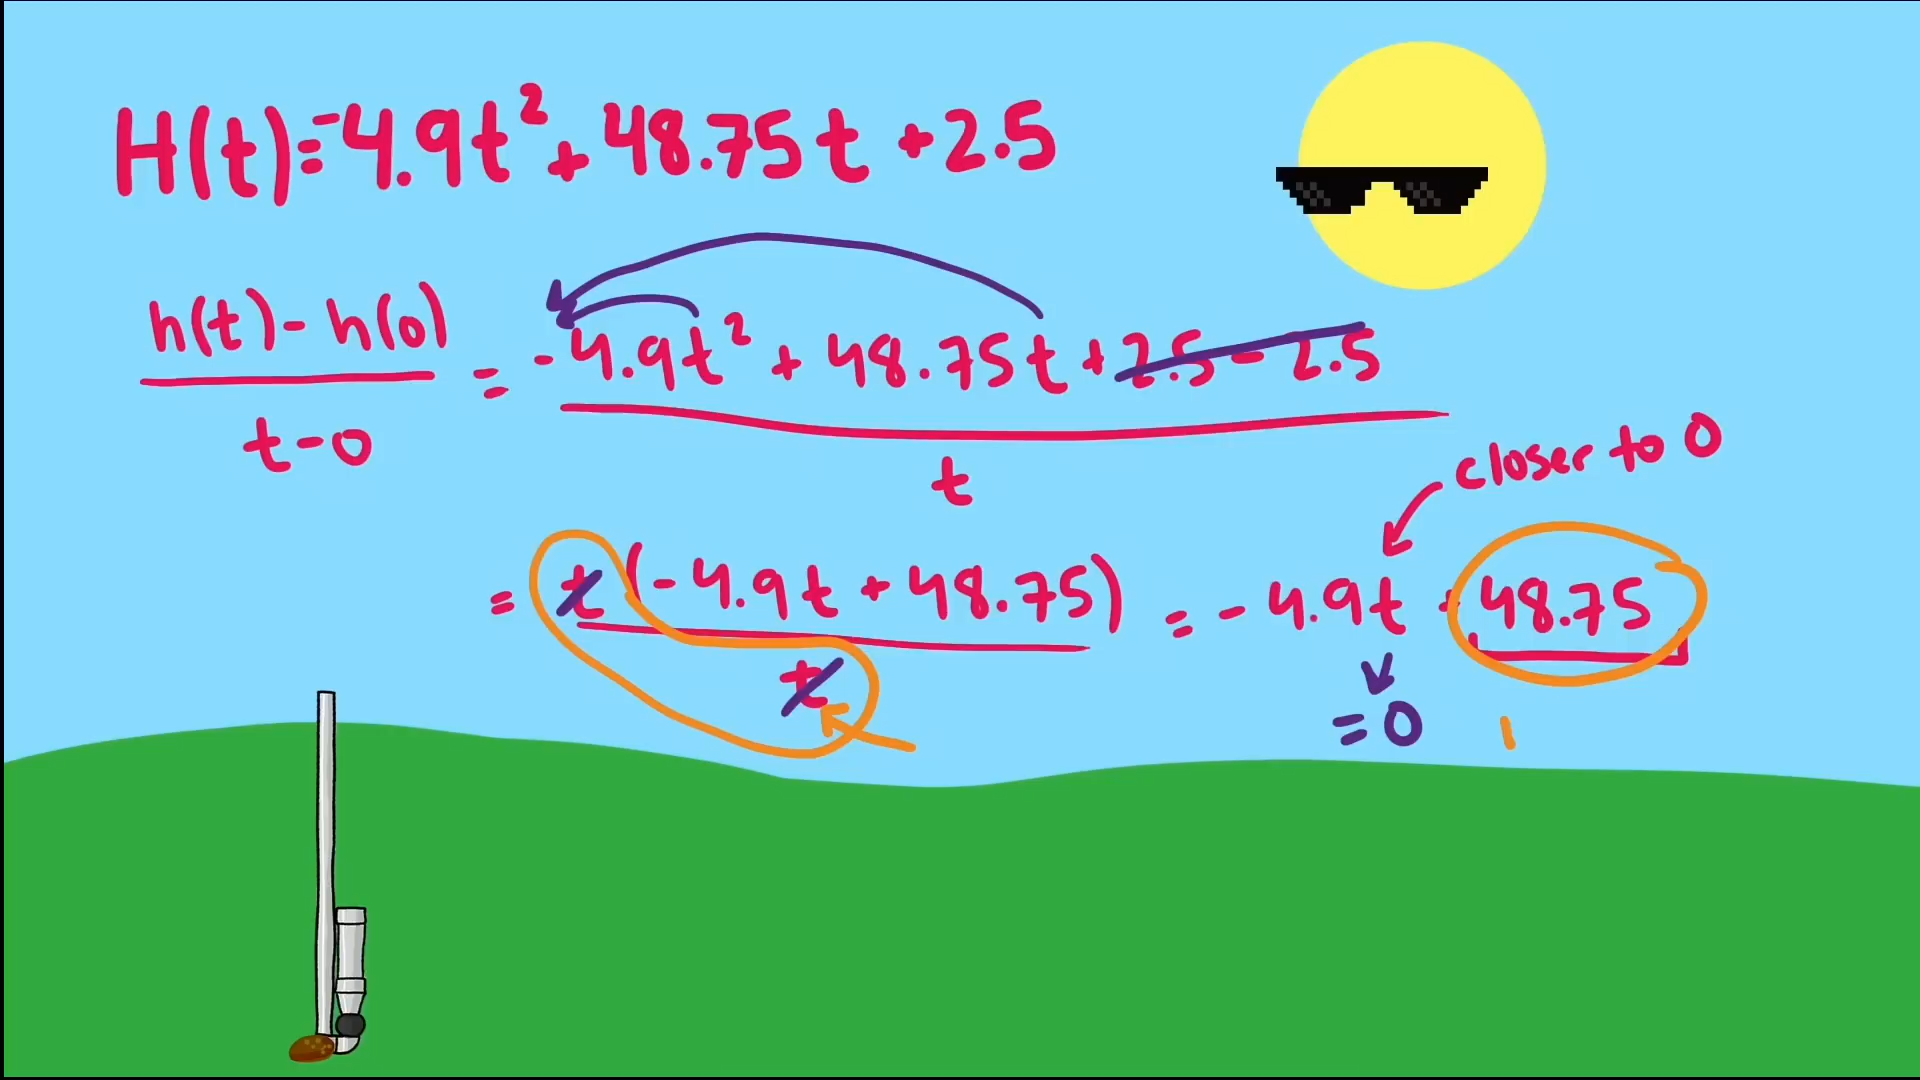 H(t)=-4.9t²+48.75t+2.5
h(t)-h(0)
t-0
= -4.9t²+48.75t+2.5-2.5
t
closer to 0
= t(-4.9t+48.75) = -4.9t + 48.75
t
=0